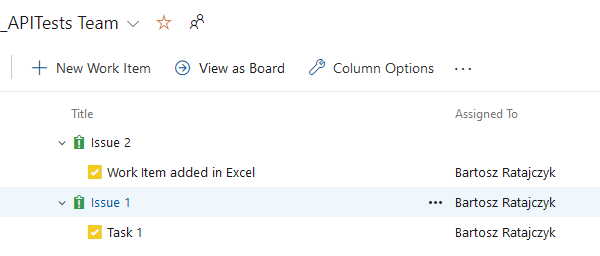 _APITests Team
New Work Item View as Board Column Options ...
Title Assigned To
Issue 2
Work Item added in Excel Bartosz Ratajczyk
Issue 1 ... Bartosz Ratajczyk
Task 1 Bartosz Ratajczyk